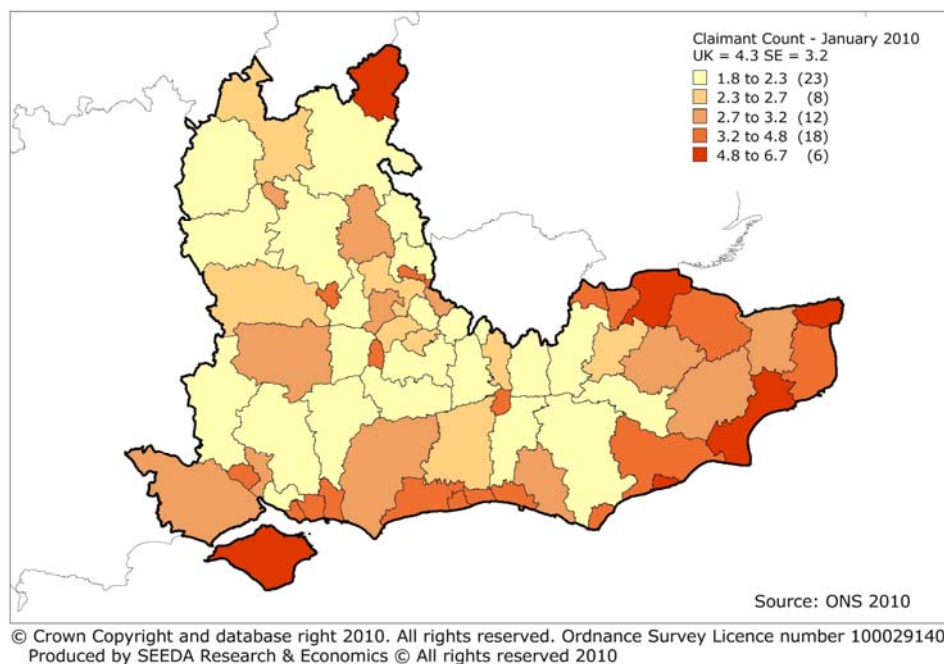 Claimant Count - January 2010
UK = 4.3 SE = 3.2
1.8 to 2.3 (23)
2.3 to 2.7 (8)
2.7 to 3.2 (12)
3.2 to 4.8 (18)
4.8 to 6.7 (6)
Source: ONS 2010
© Crown Copyright and database right 2010. All rights reserved. Ordnance Survey Licence number 100029140
Produced by SEEDA Research & Economics © All rights reserved 2010